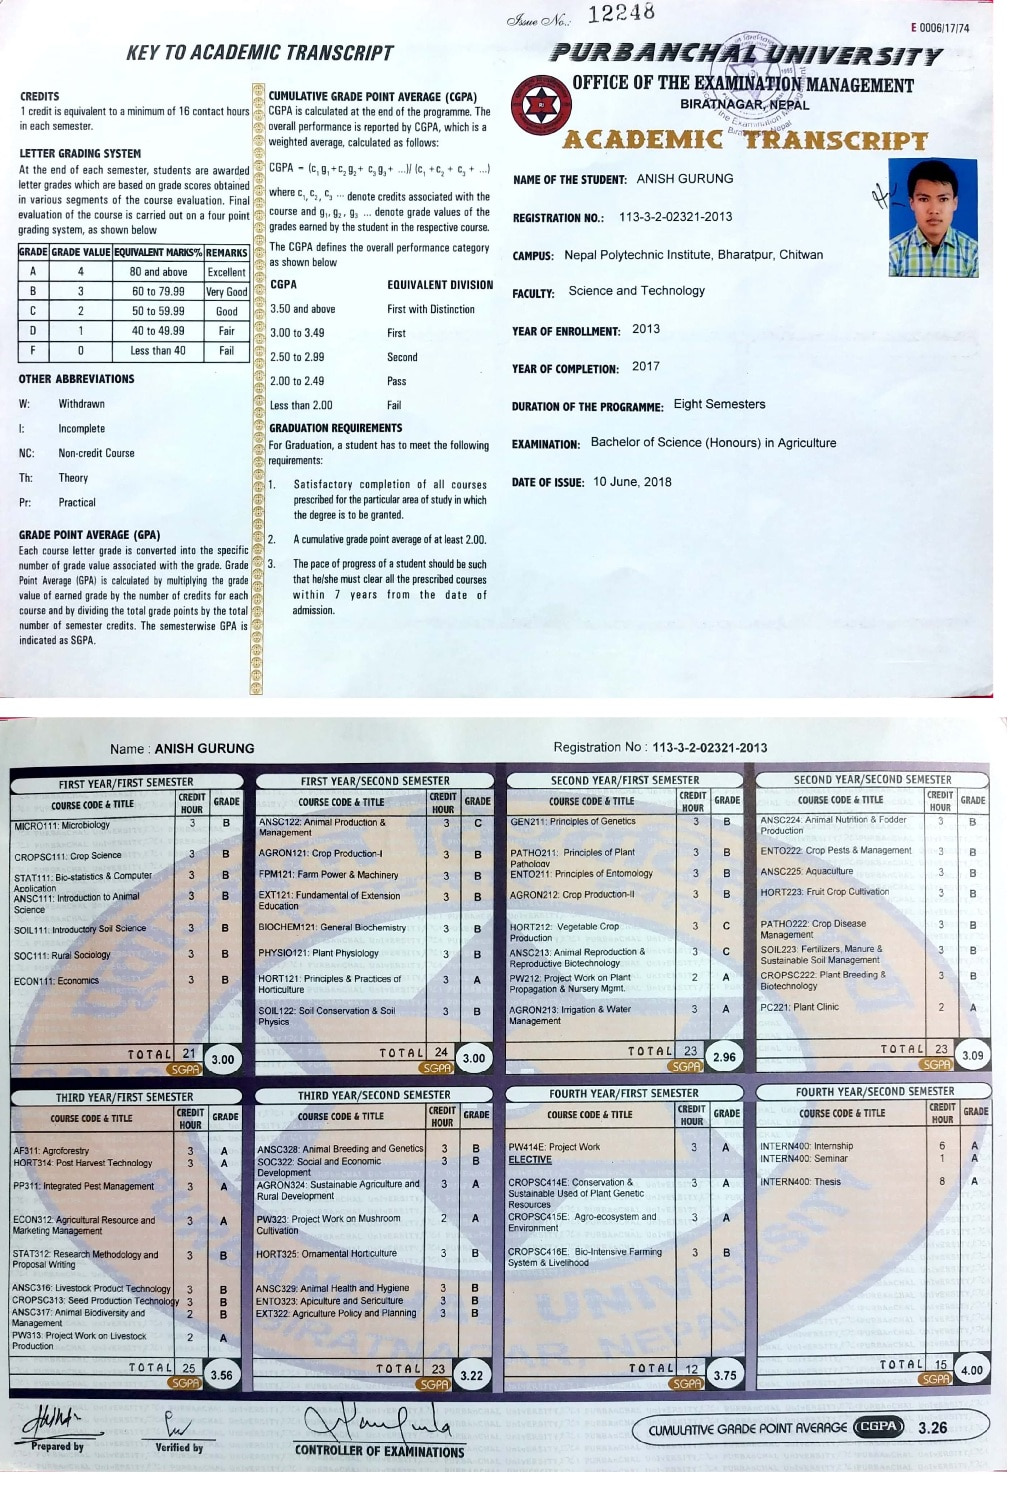 Issue No.: 12248
E 0006/17/74
KEY TO ACADEMIC TRANSCRIPT
CREDITS
1 credit is equivalent to a minimum of 16 contact hours
in each semester.
LETTER GRADING SYSTEM
At the end of each semester, students are awarded
letter grades which are based on grade scores obtained
in various segments of the course evaluation. Final
evaluation of the course is carried out on a four point
grading system, as shown below
GRADE GRADE VALUE EQUIVALENT MARKS% REMARKS
A 4 80 and above Excellent
B 3 60 to 79.99 Very Good
C 2 50 to 59.99 Good
D 1 40 to 49.99 Fair
F 0 Less than 40 Fail
OTHER ABBREVIATIONS
W: Withdrawn
I: Incomplete
NC: Non-credit Course
Th: Theory
Pr: Practical
GRADE POINT AVERAGE (GPA)
Each course letter grade is converted into the specific
number of grade value associated with the grade. Grade
Point Average (GPA) is calculated by multiplying the grade
value of earned grade by the number of credits for each
course and by dividing the total grade points by the total
number of semester credits. The semesterwise GPA is
indicated as SGPA.
CUMULATIVE GRADE POINT AVERAGE (CGPA)
CGPA is calculated at the end of the programme. The
overall performance is reported by CGPA, which is a
weighted average, calculated as follows:
CGPA = (c₁ g₁+c₂ g₂+ c₃ g₃+ ...)/ (c₁ +c₂ + c₃ + ...)
where c₁, c₂, c₃ ... denote credits associated with the
course and g₁, g₂, g₃ ... denote grade values of the
grades earned by the student in the respective course.
The CGPA defines the overall performance category
as shown below
CGPA EQUIVALENT DIVISION
3.50 and above First with Distinction
3.00 to 3.49 First
2.50 to 2.99 Second
2.00 to 2.49 Pass
Less than 2.00 Fail
GRADUATION REQUIREMENTS
For Graduation, a student has to meet the following
requirements:
1. Satisfactory completion of all courses
prescribed for the particular area of study in which
the degree is to be granted.
2. A cumulative grade point average of at least 2.00.
3. The pace of progress of a student should be such
that he/she must clear all the prescribed courses
within 7 years from the date of
admission.
PURBANCHAL UNIVERSITY
OFFICE OF THE EXAMINATION MANAGEMENT
BIRATNAGAR, NEPAL
ACADEMIC TRANSCRIPT
NAME OF THE STUDENT: ANISH GURUNG
REGISTRATION NO.: 113-3-2-02321-2013
CAMPUS: Nepal Polytechnic Institute, Bharatpur, Chitwan
FACULTY: Science and Technology
YEAR OF ENROLLMENT: 2013
YEAR OF COMPLETION: 2017
DURATION OF THE PROGRAMME: Eight Semesters
EXAMINATION: Bachelor of Science (Honours) in Agriculture
DATE OF ISSUE: 10 June, 2018
Name : ANISH GURUNG
Registration No : 113-3-2-02321-2013
FIRST YEAR/FIRST SEMESTER
COURSE CODE & TITLE CREDIT HOUR GRADE
MICRO111: Microbiology 3 B
CROPSC111: Crop Science 3 B
STAT111: Bio-statistics & Computer 3 B
Application
ANSC111: Introduction to Animal 3 B
Science
SOIL111: Introductory Soil Science 3 B
SOC111: Rural Sociology 3 B
ECON111: Economics 3 B
TOTAL 21 SGPA 3.00
FIRST YEAR/SECOND SEMESTER
COURSE CODE & TITLE CREDIT HOUR GRADE
ANSC122: Animal Production & 3 C
Management
AGRON121: Crop Production-I 3 B
FPM121: Farm Power & Machinery 3 B
EXT121: Fundamental of Extension 3 B
Education
BIOCHEM121: General Biochemistry 3 B
PHYSIO121: Plant Physiology 3 B
HORT121: Principles & Practices of 3 A
Horticulture
SOIL122: Soil Conservation & Soil 3 B
Physics
TOTAL 24 SGPA 3.00
SECOND YEAR/FIRST SEMESTER
COURSE CODE & TITLE CREDIT HOUR GRADE
GEN211: Principles of Genetics 3 B
PATHO211: Principles of Plant 3 B
Pathology
ENTO211: Principles of Entomology 3 B
AGRON212: Crop Production-II 3 B
HORT212: Vegetable Crop 3 C
Production
ANSC213: Animal Reproduction & 3 C
Reproductive Biotechnology
PW212: Project Work on Plant 2 A
Propagation & Nursery Mgmt.
AGRON213: Irrigation & Water 3 A
Management
TOTAL 23 SGPA 2.96
SECOND YEAR/SECOND SEMESTER
COURSE CODE & TITLE CREDIT HOUR GRADE
ANSC224: Animal Nutrition & Fodder 3 B
Production
ENTO222: Crop Pests & Management 3 B
ANSC225: Aquaculture 3 B
HORT223: Fruit Crop Cultivation 3 B
PATHO222: Crop Disease 3 B
Management
SOIL223: Fertilizers, Manure & 3 B
Sustainable Soil Management
CROPSC222: Plant Breeding & 3 B
Biotechnology
PC221: Plant Clinic 2 A
TOTAL 23 SGPA 3.09
THIRD YEAR/FIRST SEMESTER
COURSE CODE & TITLE CREDIT HOUR GRADE
AF311: Agroforestry 3 A
HORT314: Post Harvest Technology 3 A
PP311: Integrated Pest Management 3 A
ECON312: Agricultural Resource and 3 A
Marketing Management
STAT312: Research Methodology and 3 B
Proposal Writing
ANSC316: Livestock Product Technology 3 B
CROPSC313: Seed Production Technology 3 B
ANSC317: Animal Biodiversity and 2 B
Management
PW313: Project Work on Livestock 2 A
Production
TOTAL 25 SGPA 3.56
THIRD YEAR/SECOND SEMESTER
COURSE CODE & TITLE CREDIT HOUR GRADE
ANSC328: Animal Breeding and Genetics 3 B
SOC322: Social and Economic 3 B
Development
AGRON324: Sustainable Agriculture and 3 A
Rural Development
PW323: Project Work on Mushroom 2 A
Cultivation
HORT325: Ornamental Horticulture 3 B
ANSC329: Animal Health and Hygiene 3 B
ENTO323: Apiculture and Sericulture 3 B
EXT322: Agriculture Policy and Planning 3 B
TOTAL 23 SGPA 3.22
FOURTH YEAR/FIRST SEMESTER
COURSE CODE & TITLE CREDIT HOUR GRADE
PW414E: Project Work 3 A
ELECTIVE
CROPSC414E: Conservation & 3 A
Sustainable Used of Plant Genetic
Resources
CROPSC415E: Agro-ecosystem and 3 A
Environment
CROPSC416E: Bio-Intensive Farming 3 B
System & Livelihood
TOTAL 12 SGPA 3.75
FOURTH YEAR/SECOND SEMESTER
COURSE CODE & TITLE CREDIT HOUR GRADE
INTERN400: Internship 6 A
INTERN400: Seminar 1 A
INTERN400: Thesis 8 A
TOTAL 15 SGPA 4.00
Prepared by
Verified by
CONTROLLER OF EXAMINATIONS
CUMULATIVE GRADE POINT AVERAGE (CGPA) 3.26